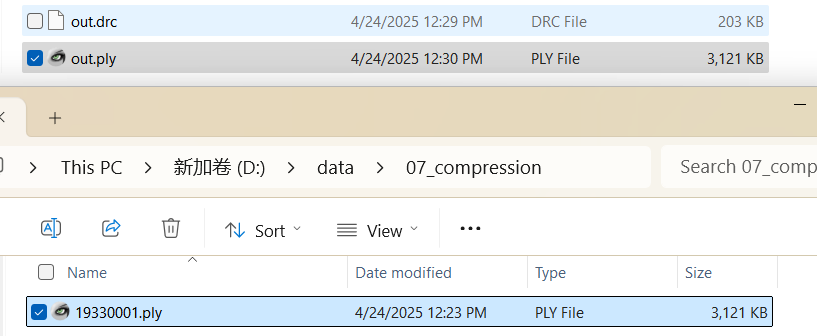 out.drc 4/24/2025 12:29 PM DRC File 203 KB
out.ply 4/24/2025 12:30 PM PLY File 3,121 KB
This PC > 新加卷 (D:) > data > 07_compression Search 07_comp
Sort View
Name Date modified Type Size
19330001.ply 4/24/2025 12:23 PM PLY File 3,121 KB